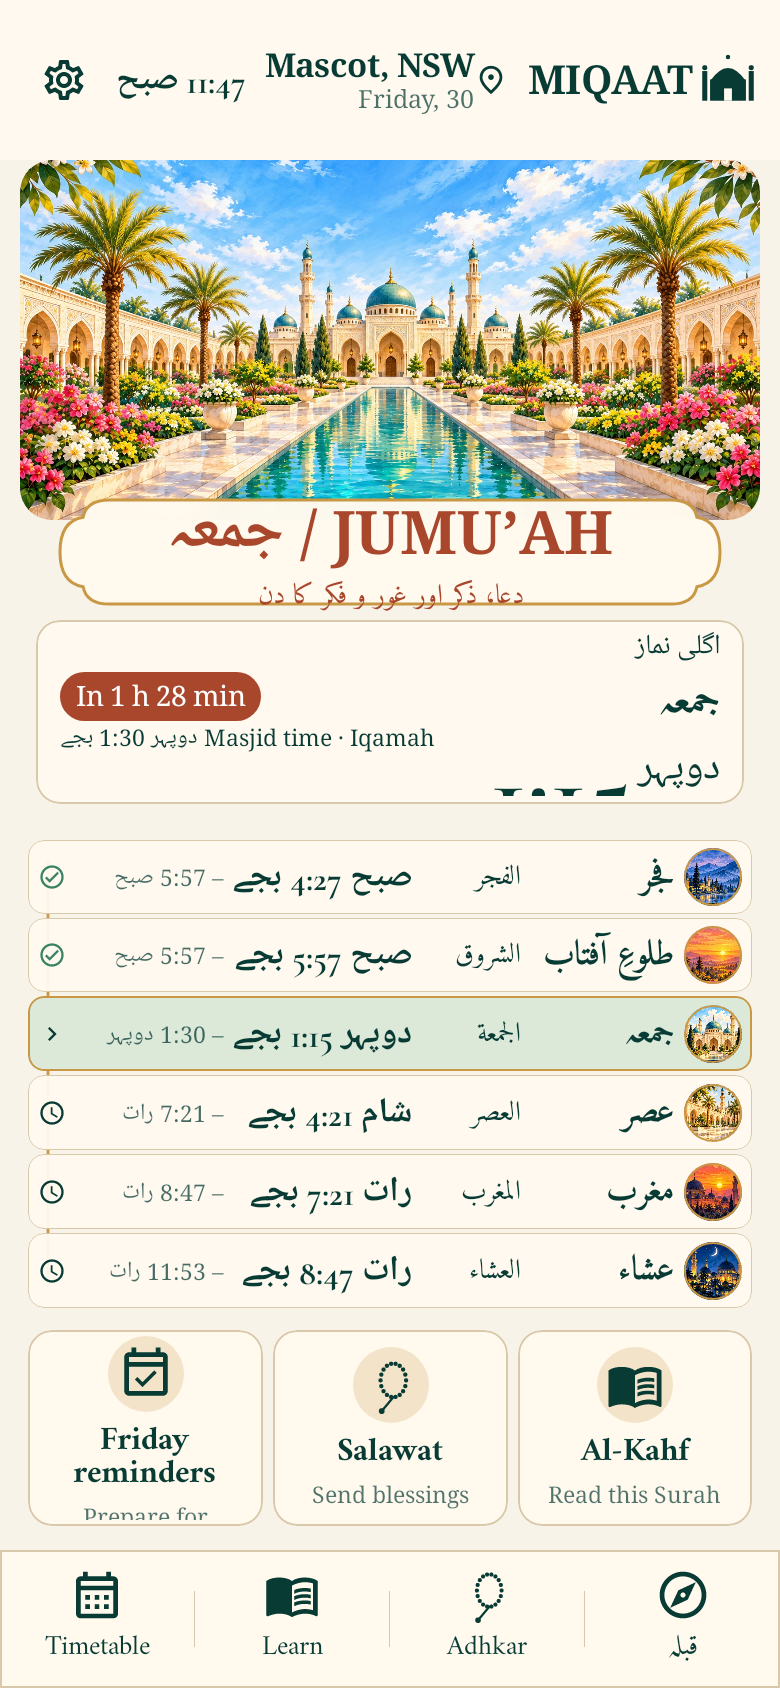 MIQAAT
Mascot, NSW
Friday, 30
11:47 صبح
جمعہ / JUMU’AH
دعا، ذکر اور غور و فکر کا دن
اگلی نماز
جمعہ
دوپہر
In 1 h 28 min
Masjid time · Iqamah دوپہر 1:30 بجے
فجر الفجر صبح 4:27 بجے – 5:57 صبح
طلوع آفتاب الشروق صبح 5:57 بجے – 5:57 صبح
جمعہ الجمعة دوپہر 1:15 بجے – 1:30 دوپہر
عصر العصر شام 4:21 بجے – 7:21 رات
مغرب المغرب رات 7:21 بجے – 8:47 رات
عشاء العشاء رات 8:47 بجے – 11:53 رات
Friday reminders
Prepare for
Salawat
Send blessings
Al-Kahf
Read this Surah
Timetable
Learn
Adhkar
قبلہ